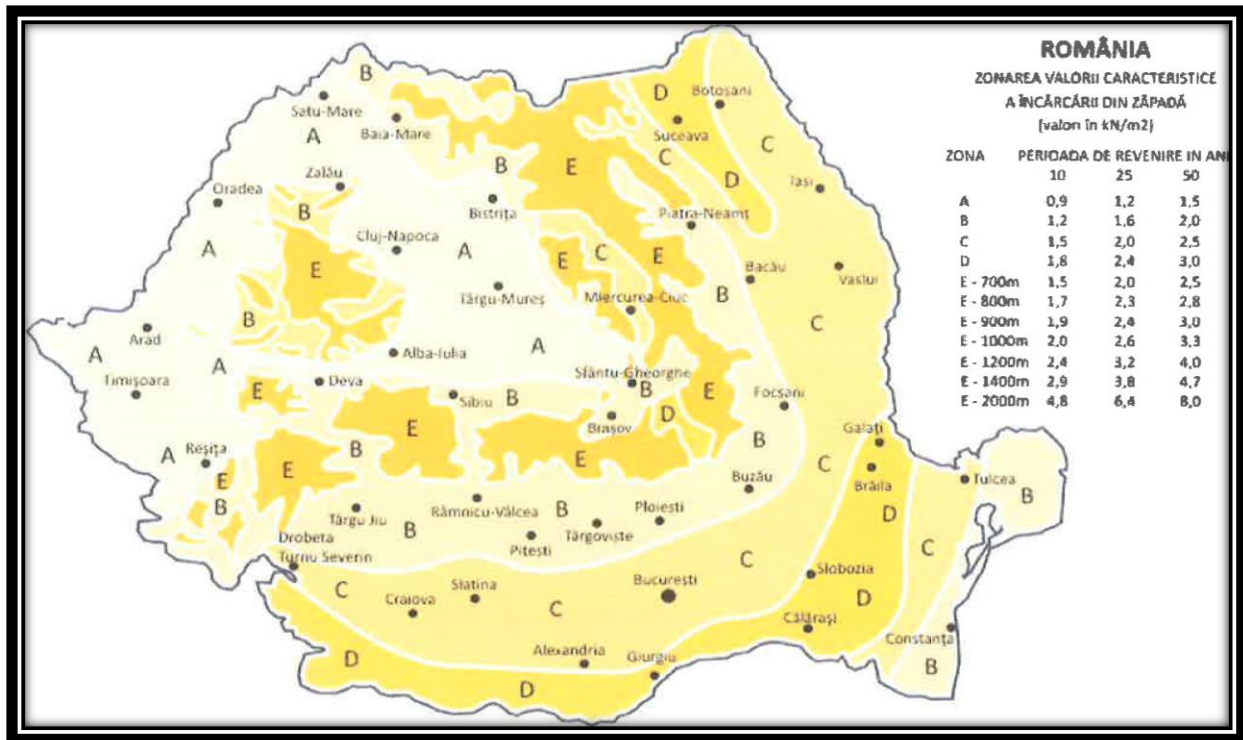 ROMÂNIA
ZONAREA VALORII CARACTERISTICE
A ÎNCĂRCĂRII DIN ZĂPADĂ
(valori în kN/m2)
ZONA PERIOADA DE REVENIRE IN ANI
10 25 50
A 0,9 1,2 1,5
B 1,2 1,6 2,0
C 1,5 2,0 2,5
D 1,8 2,4 3,0
E - 700m 1,5 2,0 2,5
E - 800m 1,7 2,3 2,8
E - 900m 1,9 2,4 3,0
E - 1000m 2,0 2,6 3,3
E - 1200m 2,4 3,2 4,0
E - 1400m 2,9 3,8 4,7
E - 2000m 4,8 6,4 8,0
B
Satu-Mare
A
Baia-Mare
D
Botoșani
Suceava
C
C
B
E
Zalău
Oradea
B
Bistrița
D
Iași
Piatra-Neamț
Cluj-Napoca
A
A
E
E
C
E
Bacău
Vaslui
Târgu-Mureș
Miercurea-Ciuc
B
B
C
Arad
A
A
Alba-Iulia
A
Timișoara
Deva
E
Sibiu
B
Sfântu-Gheorghe
B
D
E
Focșani
Brașov
E
A
Reșița
B
E
E
E
B
Galați
C
B
Buzău
Brăila
Tulcea
B
Târgu Jiu
B
Râmnicu-Vâlcea
B
Ploiesti
D
Târgoviște
Pitești
Drobeta
Turnu Severin
C
C
Slobozia
București
C
Slatina
C
Craiova
D
Călărași
Constanța
Alexandria
Giurgiu
D
B
D